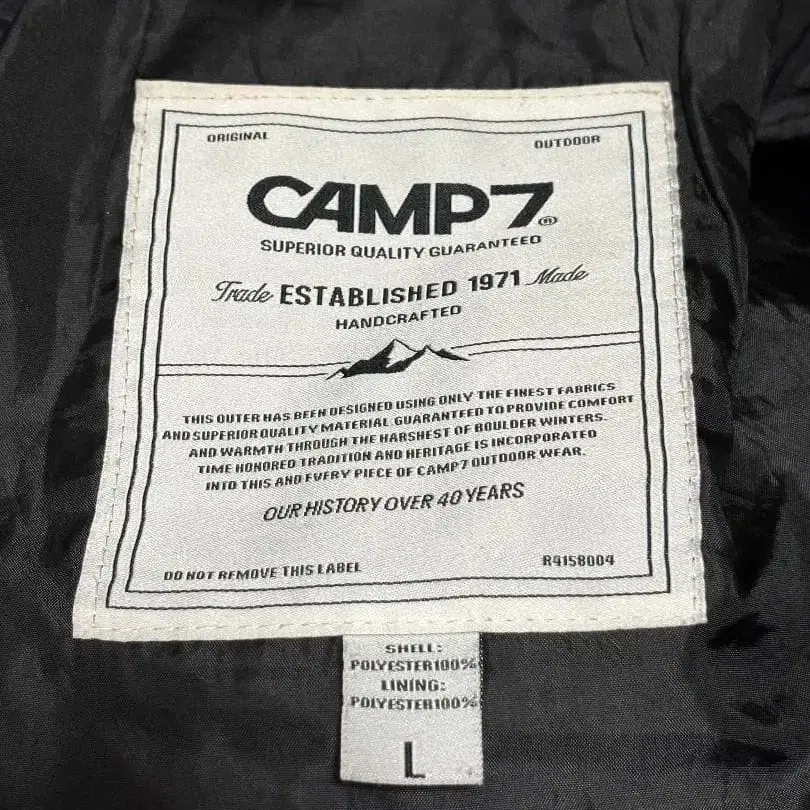 ORIGINAL
OUTDOOR
CAMP7®
SUPERIOR QUALITY GUARANTEED
Trade ESTABLISHED 1971 Made
HANDCRAFTED
THIS OUTER HAS BEEN DESIGNED USING ONLY THE FINEST FABRICS
AND SUPERIOR QUALITY MATERIAL. GUARANTEED TO PROVIDE COMFORT
AND WARMTH THROUGH THE HARSHEST OF BOULDER WINTERS.
TIME HONORED TRADITION AND HERITAGE IS INCORPORATED
INTO THIS AND EVERY PIECE OF CAMP7 OUTDOOR WEAR.
OUR HISTORY OVER 40 YEARS
DO NOT REMOVE THIS LABEL
R4158004
SHELL:
POLYESTER100%
LINING:
POLYESTER100%
L